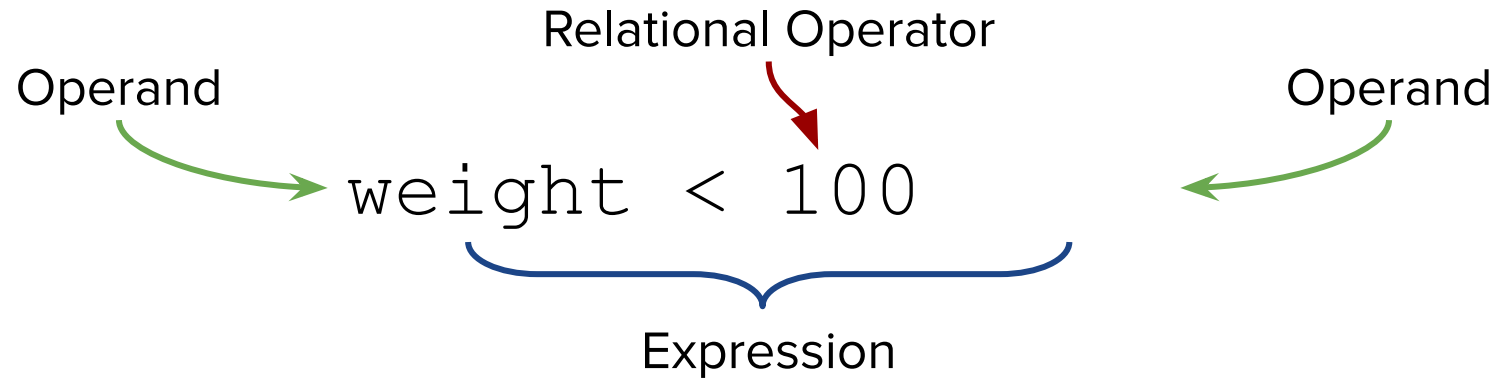 Relational Operator
Operand
Operand
weight < 100
Expression